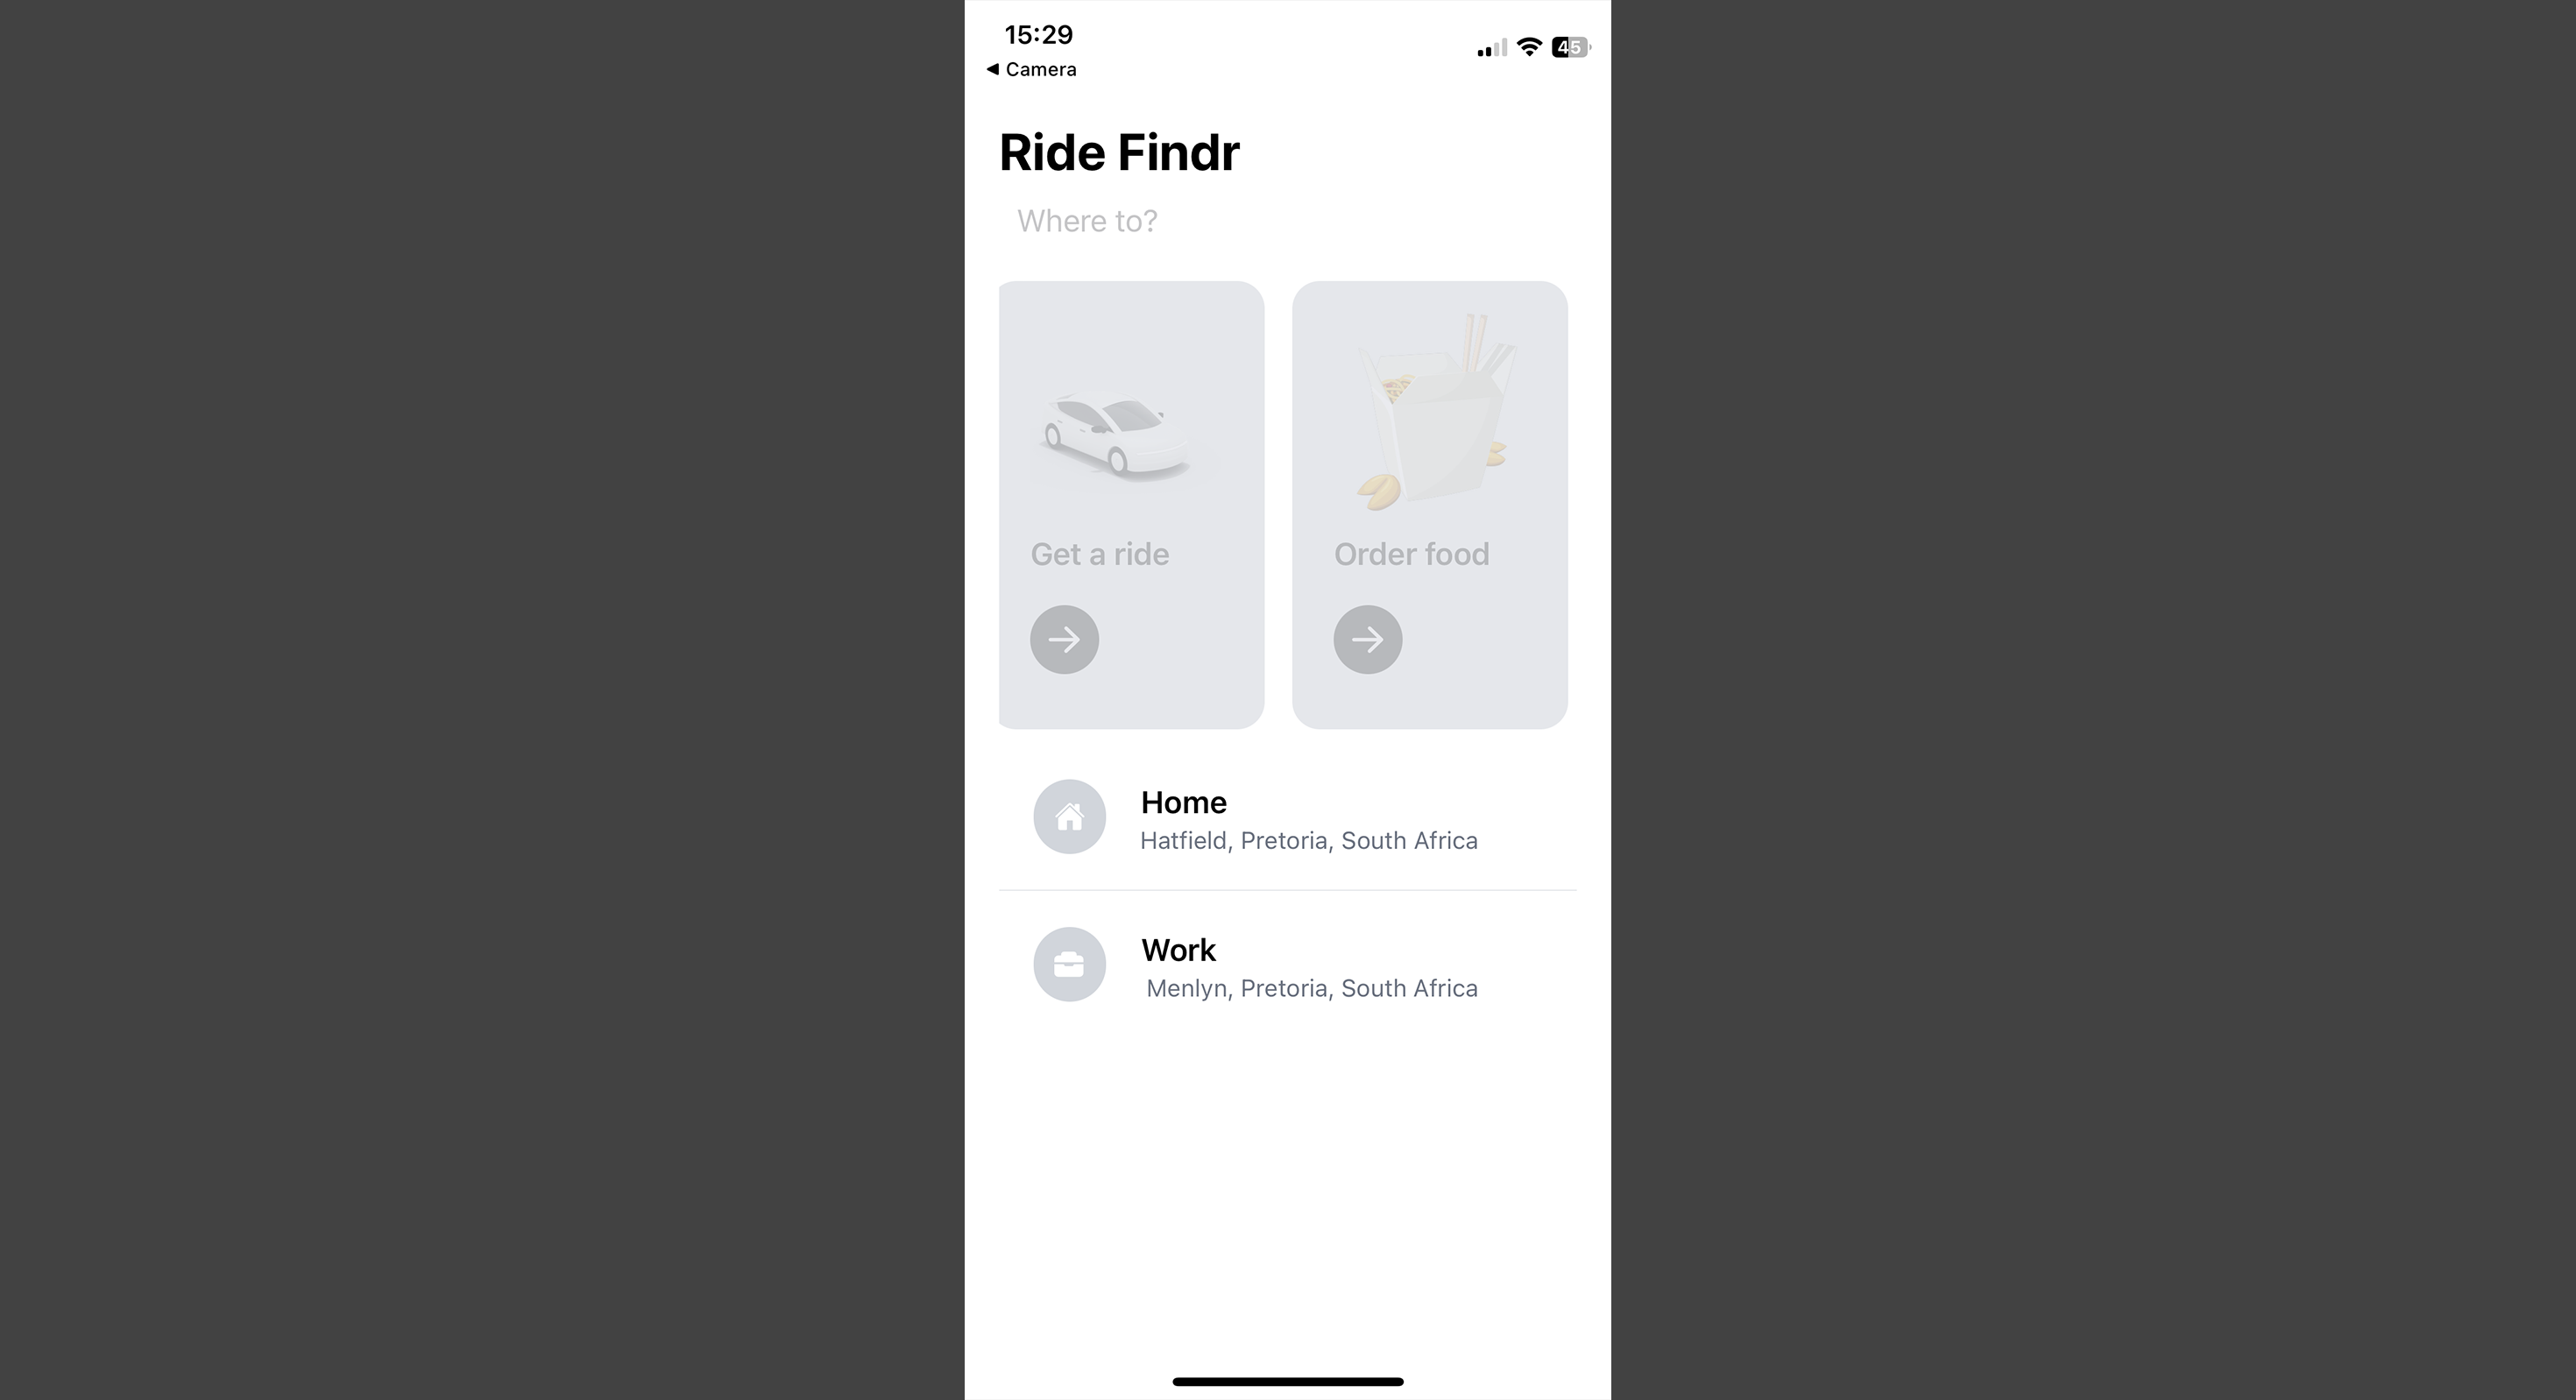 15:29
45
Camera
Ride Findr
Where to?
Get a ride
Order food
Home
Hatfield, Pretoria, South Africa
Work
Menlyn, Pretoria, South Africa